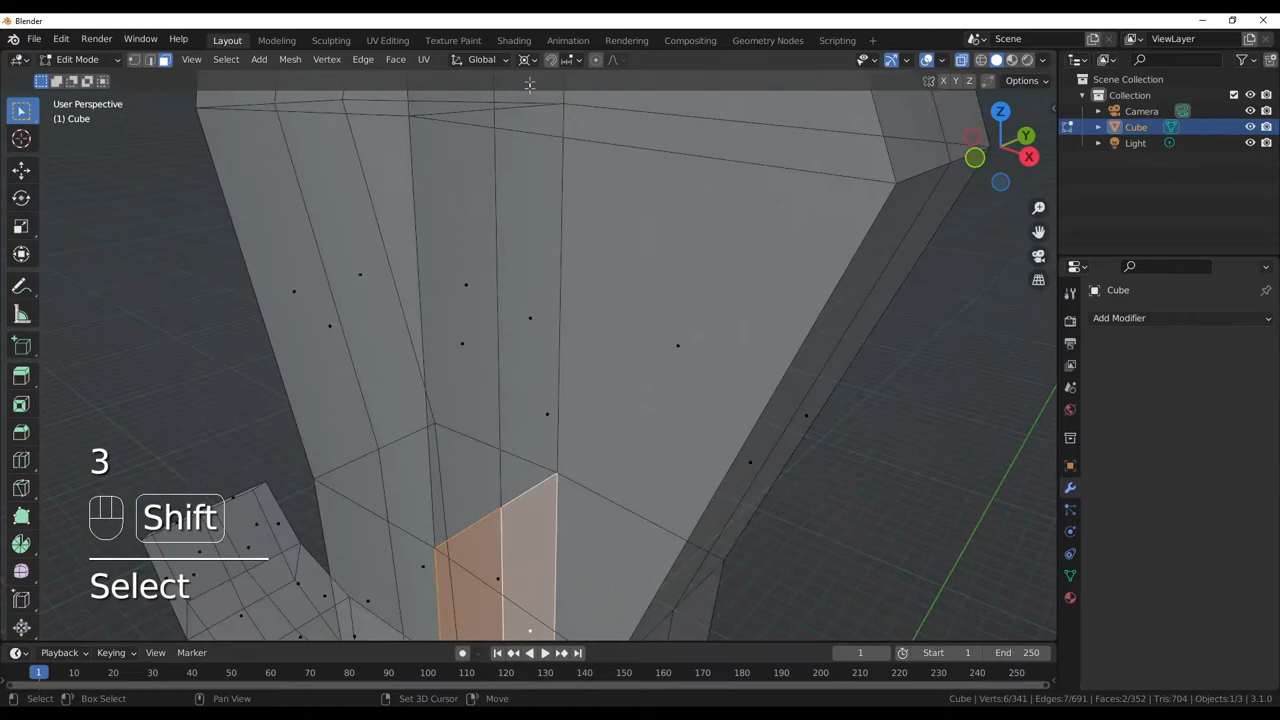 Blender
File Edit Render Window Help Layout Modeling Sculpting UV Editing Texture Paint Shading Animation Rendering Compositing Geometry Nodes Scripting + Scene ViewLayer
Edit Mode View Select Add Mesh Vertex Edge Face UV Global
X Y Z Options
User Perspective
(1) Cube
Z
Y
X
Scene Collection
Collection
Camera
Cube
Light
Cube
Add Modifier
3
Shift
Select
Playback Keying View Marker 1 Start 1 End 250
1 10 20 30 40 50 60 70 80 90 100 110 120 130 140 150 160 170 180 190 200 210 220 230 240 250
Select Box Select Pan View Set 3D Cursor Move Cube | Verts:6/341 | Edges:7/691 | Faces:2/352 | Tris:704 | Objects:1/3 | 3.1.0